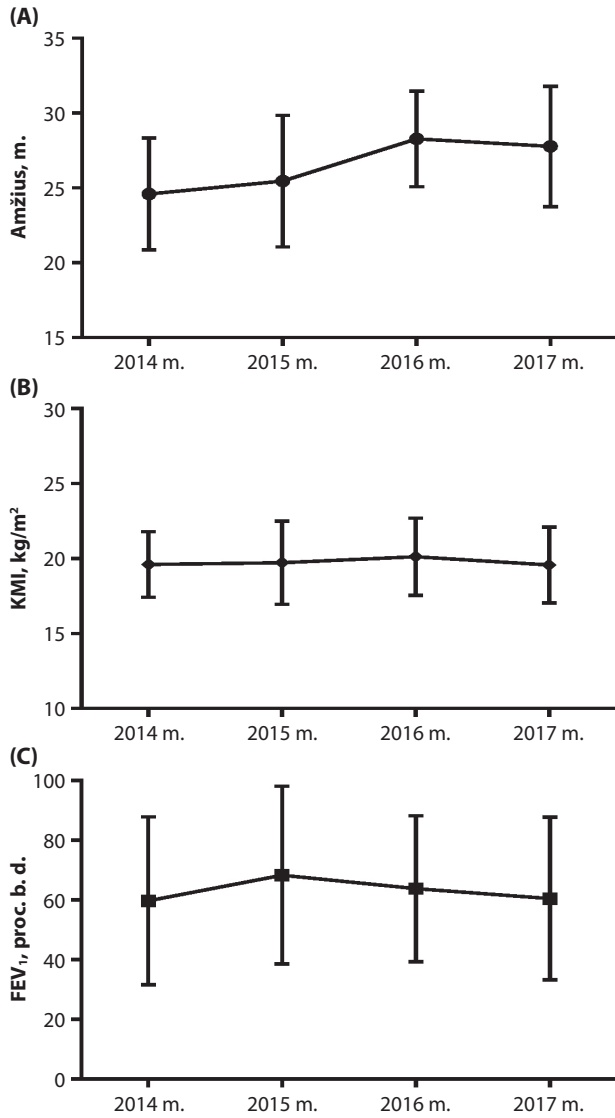 (A)
Amžius, m.
35
30
25
20
15
2014 m. 2015 m. 2016 m. 2017 m.
(B)
KMI, kg/m²
30
25
20
15
10
2014 m. 2015 m. 2016 m. 2017 m.
(C)
FEV₁, proc. b. d.
100
80
60
40
20
0
2014 m. 2015 m. 2016 m. 2017 m.